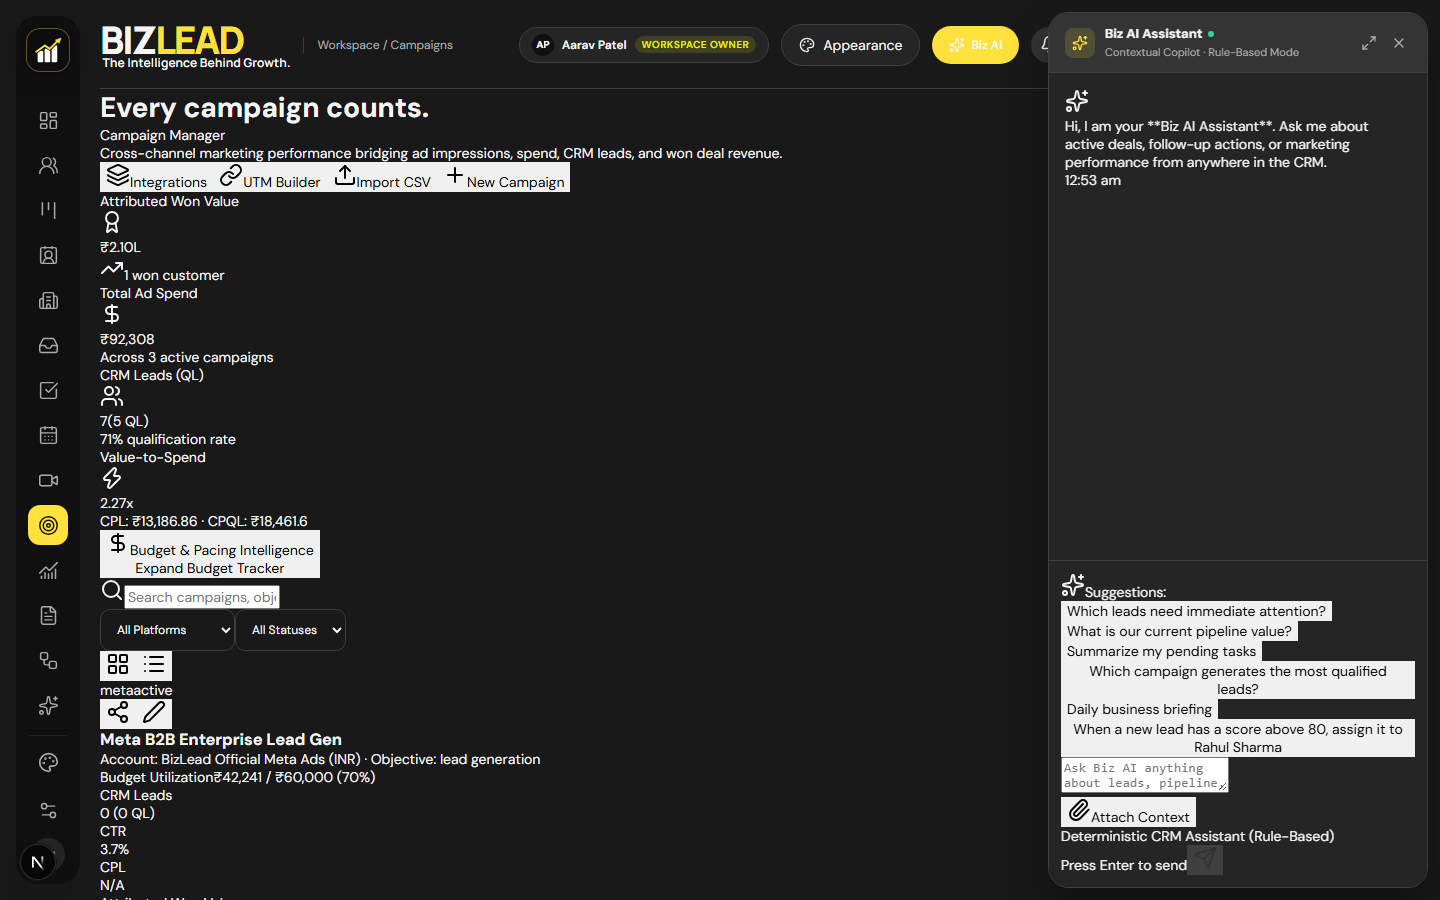 BIZLEAD
The Intelligence Behind Growth.
Workspace / Campaigns
AP Aarav Patel WORKSPACE OWNER
Appearance
Biz AI
Every campaign counts.
Campaign Manager
Cross-channel marketing performance bridging ad impressions, spend, CRM leads, and won deal revenue.
Integrations UTM Builder Import CSV New Campaign
Attributed Won Value
₹2.10L
1 won customer
Total Ad Spend
₹92,308
Across 3 active campaigns
CRM Leads (QL)
7(5 QL)
71% qualification rate
Value-to-Spend
2.27x
CPL: ₹13,186.86 · CPQL: ₹18,461.6
Budget & Pacing Intelligence
Expand Budget Tracker
Search campaigns, obj
All Platforms All Statuses
metaactive
Meta B2B Enterprise Lead Gen
Account: BizLead Official Meta Ads (INR) · Objective: lead generation
Budget Utilization₹42,241 / ₹60,000 (70%)
CRM Leads
0 (0 QL)
CTR
3.7%
CPL
N/A
N
Biz AI Assistant
Contextual Copilot · Rule-Based Mode
Hi, I am your **Biz AI Assistant**. Ask me about
active deals, follow-up actions, or marketing
performance from anywhere in the CRM.
12:53 am
Suggestions:
Which leads need immediate attention?
What is our current pipeline value?
Summarize my pending tasks
Which campaign generates the most qualified
leads?
Daily business briefing
When a new lead has a score above 80, assign it to
Rahul Sharma
Ask Biz AI anything
about leads, pipeline,
Attach Context
Deterministic CRM Assistant (Rule-Based)
Press Enter to send